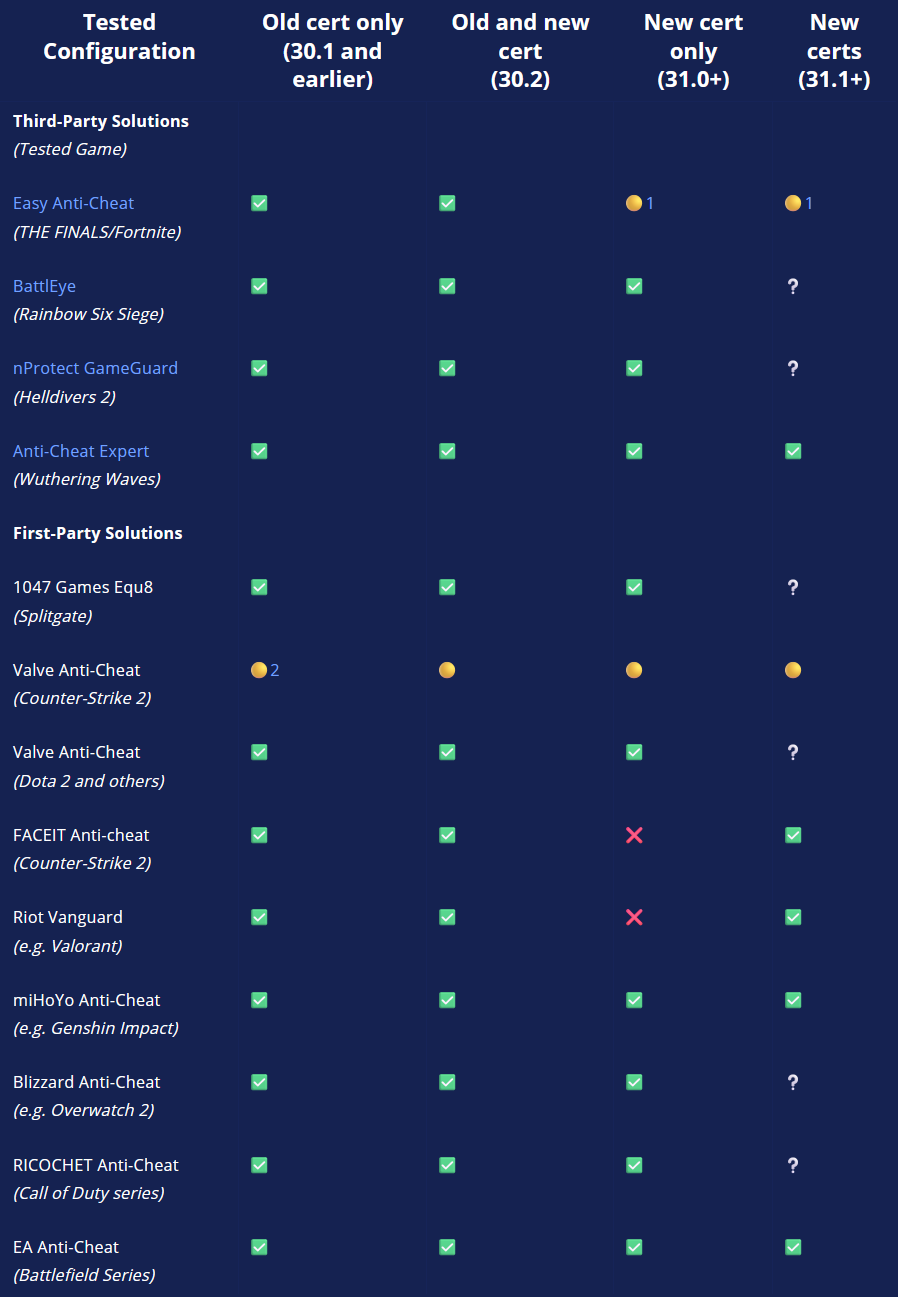 Tested Configuration
Old cert only (30.1 and earlier)
Old and new cert (30.2)
New cert only (31.0+)
New certs (31.1+)
Third-Party Solutions
(Tested Game)
Easy Anti-Cheat ✅ ✅ 🟡 1 🟡 1
(THE FINALS/Fortnite)
BattlEye ✅ ✅ ✅ ❔
(Rainbow Six Siege)
nProtect GameGuard ✅ ✅ ✅ ❔
(Helldivers 2)
Anti-Cheat Expert ✅ ✅ ✅ ✅
(Wuthering Waves)
First-Party Solutions
1047 Games Equ8 ✅ ✅ ✅ ❔
(Splitgate)
Valve Anti-Cheat 🟡 2 🟡 🟡 🟡
(Counter-Strike 2)
Valve Anti-Cheat ✅ ✅ ✅ ❔
(Dota 2 and others)
FACEIT Anti-cheat ✅ ✅ ❌ ✅
(Counter-Strike 2)
Riot Vanguard ✅ ✅ ❌ ✅
(e.g. Valorant)
miHoYo Anti-Cheat ✅ ✅ ✅ ✅
(e.g. Genshin Impact)
Blizzard Anti-Cheat ✅ ✅ ✅ ❔
(e.g. Overwatch 2)
RICOCHET Anti-Cheat ✅ ✅ ✅ ❔
(Call of Duty series)
EA Anti-Cheat ✅ ✅ ✅ ✅
(Battlefield Series)